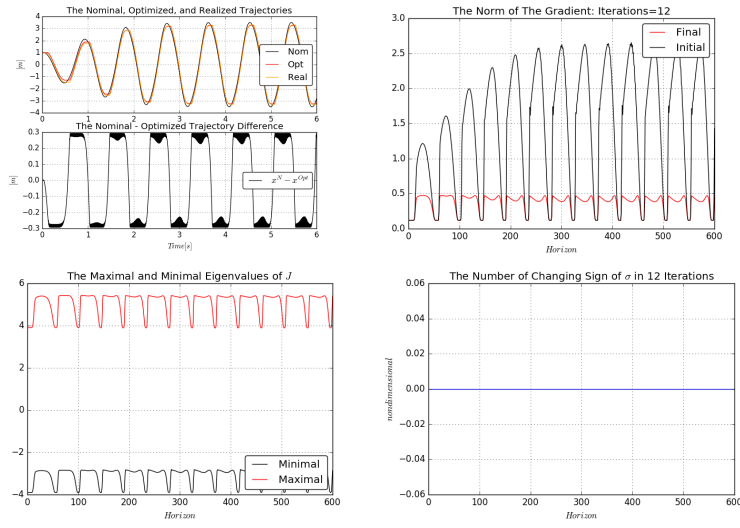 The Nominal, Optimized, and Realized Trajectories
4
3
2
1
0
−1
−2
−3
−4
[m]
Nom
Opt
Real
0 1 2 3 4 5 6
The Nominal - Optimized Trajectory Difference
0.3
0.2
0.1
0.0
−0.1
−0.2
−0.3
[m]
x^N − x^Opt
0 1 2 3 4 5 6
Time[s]
The Norm of The Gradient: Iterations=12
3.0
2.5
2.0
1.5
1.0
0.5
0.0
Final
Initial
0 100 200 300 400 500 600
Horizon
The Maximal and Minimal Eigenvalues of J
6
4
2
0
−2
−4
Minimal
Maximal
0 100 200 300 400 500 600
Horizon
The Number of Changing Sign of σ in 12 Iterations
0.06
0.04
0.02
0.00
−0.02
−0.04
−0.06
nondimensional
0 100 200 300 400 500 600
Horizon